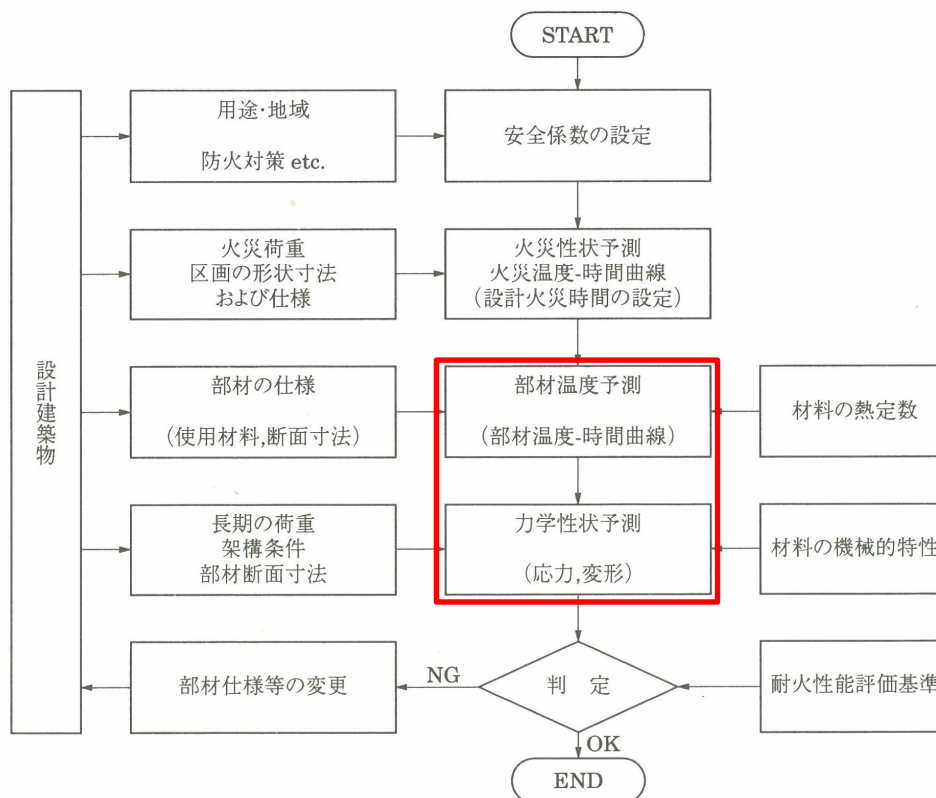 START
設計建築物
用途・地域
防火対策 etc.
安全係数の設定
火災荷重
区画の形状寸法
および仕様
火災性状予測
火災温度-時間曲線
(設計火災時間の設定)
部材の仕様
(使用材料,断面寸法)
部材温度予測
(部材温度-時間曲線)
材料の熱定数
長期の荷重
架構条件
部材断面寸法
力学性状予測
(応力,変形)
材料の機械的特性
部材仕様等の変更
NG
判 定
耐火性能評価基準
OK
END